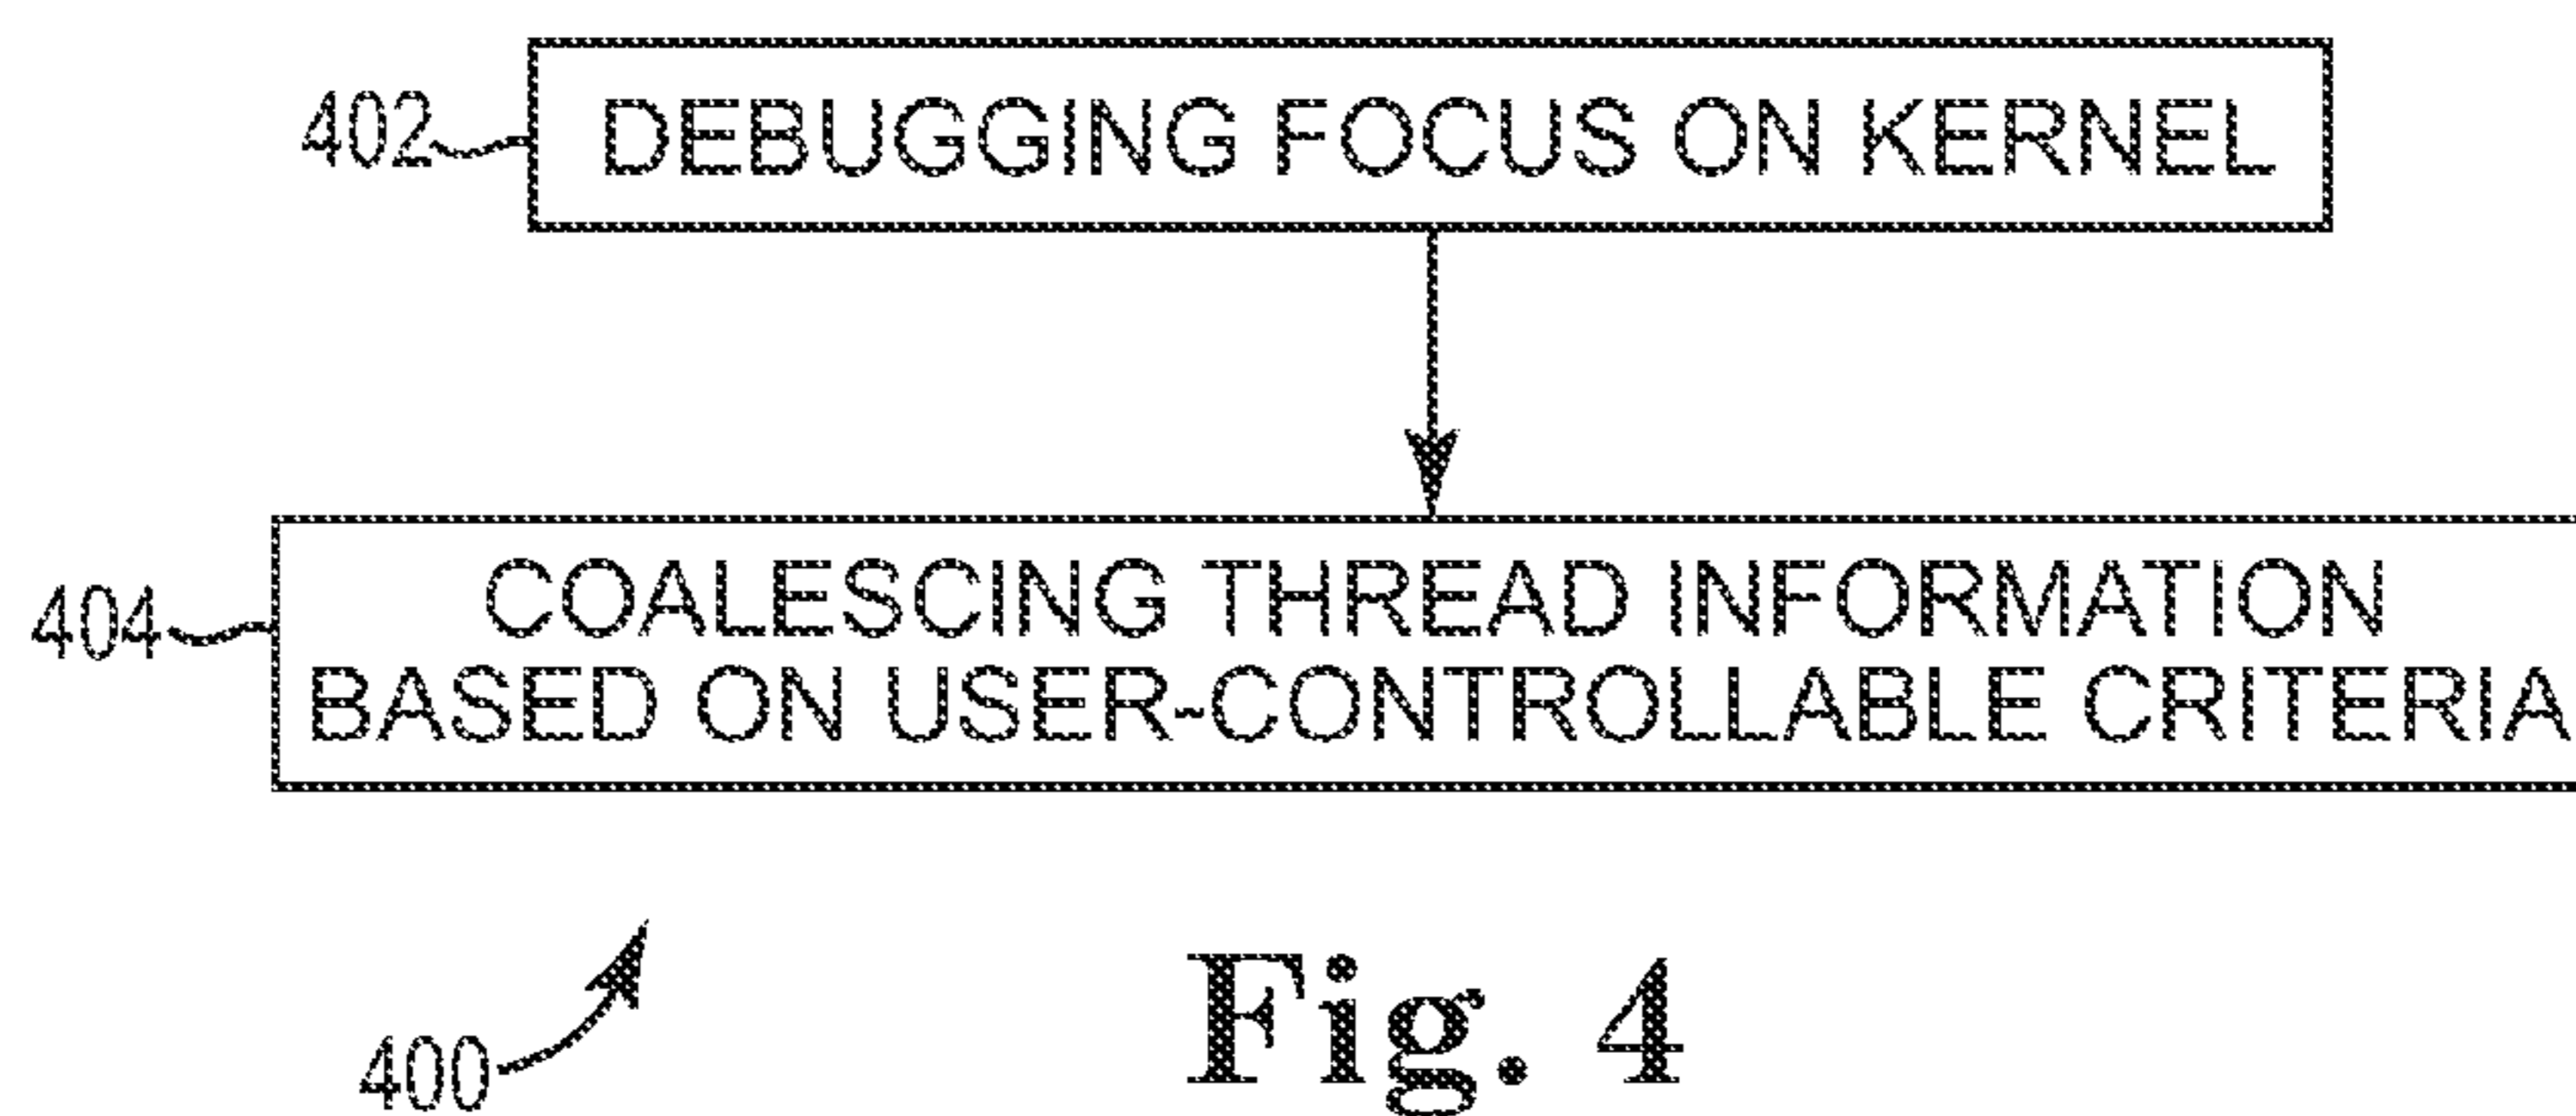 402
DEBUGGING FOCUS ON KERNEL
404
COALESCING THREAD INFORMATION
BASED ON USER-CONTROLLABLE CRITERIA
400
Fig. 4